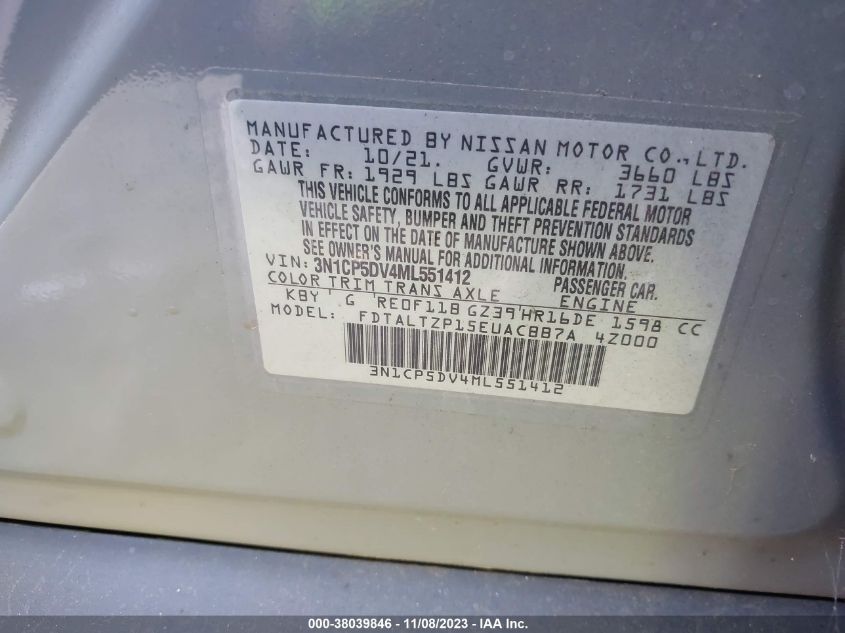 MANUFACTURED BY NISSAN MOTOR CO., LTD.
DATE: 10/21. GVWR: 3660 LBS
GAWR FR: 1929 LBS GAWR RR: 1731 LBS
THIS VEHICLE CONFORMS TO ALL APPLICABLE FEDERAL MOTOR
VEHICLE SAFETY, BUMPER AND THEFT PREVENTION STANDARDS
IN EFFECT ON THE DATE OF MANUFACTURE SHOWN ABOVE.
SEE OWNER'S MANUAL FOR ADDITIONAL INFORMATION.
VIN: 3N1CP5DV4ML551412 PASSENGER CAR.
COLOR TRIM TRANS AXLE ENGINE
KBY G RE0F11B GZ39 HR16DE 1598 CC
MODEL: FDTALTZP15EUACBB7A 4Z000
3N1CP5DV4ML551412
000-38039846 - 11/08/2023 - IAA Inc.